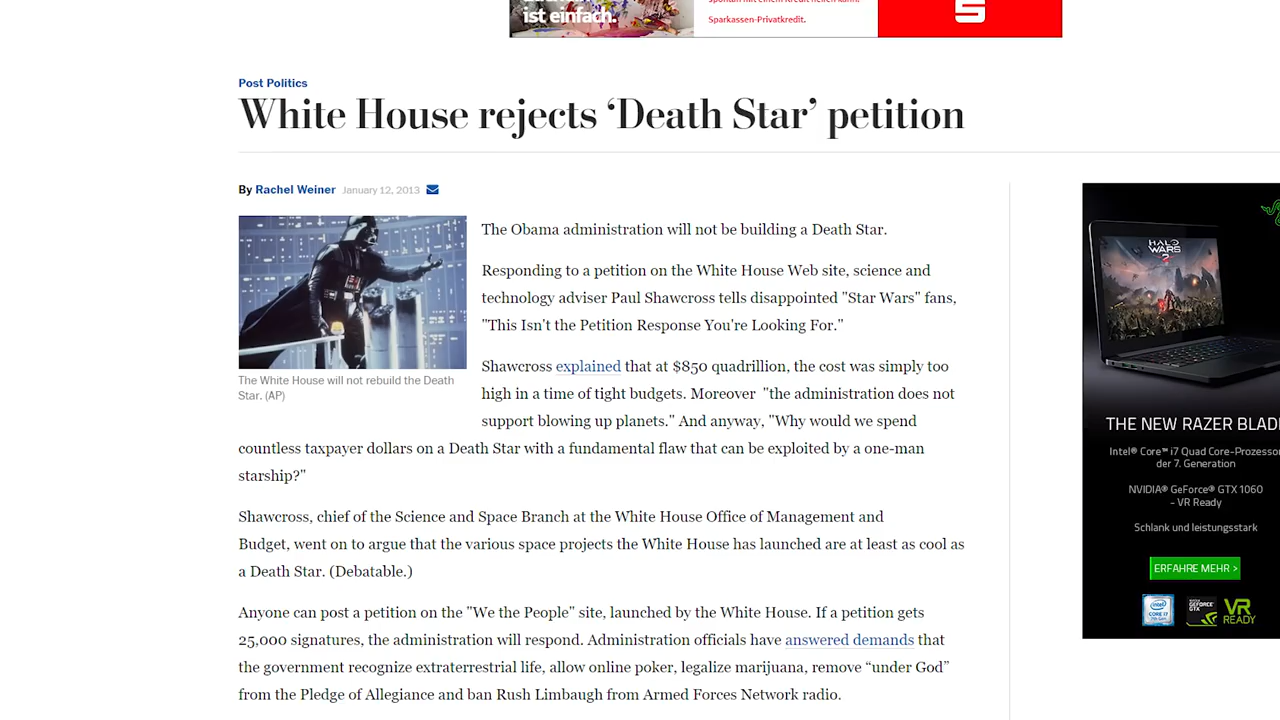 ist einfach.
spontan mit einem Kredit helfen kann:
Sparkassen-Privatkredit.
Post Politics
White House rejects ‘Death Star’ petition
By Rachel Weiner January 12, 2013
The White House will not rebuild the Death
Star. (AP)
The Obama administration will not be building a Death Star.
Responding to a petition on the White House Web site, science and
technology adviser Paul Shawcross tells disappointed "Star Wars" fans,
"This Isn't the Petition Response You're Looking For."
Shawcross explained that at $850 quadrillion, the cost was simply too
high in a time of tight budgets. Moreover "the administration does not
support blowing up planets." And anyway, "Why would we spend
countless taxpayer dollars on a Death Star with a fundamental flaw that can be exploited by a one-man
starship?"
Shawcross, chief of the Science and Space Branch at the White House Office of Management and
Budget, went on to argue that the various space projects the White House has launched are at least as cool as
a Death Star. (Debatable.)
Anyone can post a petition on the "We the People" site, launched by the White House. If a petition gets
25,000 signatures, the administration will respond. Administration officials have answered demands that
the government recognize extraterrestrial life, allow online poker, legalize marijuana, remove “under God”
from the Pledge of Allegiance and ban Rush Limbaugh from Armed Forces Network radio.
HALO
WARS
2
THE NEW RAZER BLAD
Intel® Core™ i7 Quad Core-Prozessor
der 7. Generation
NVIDIA® GeForce® GTX 1060
- VR Ready
Schlank und leistungsstark
ERFAHRE MEHR >
intel
CORE i7
GEFORCE
GTX
VR
READY